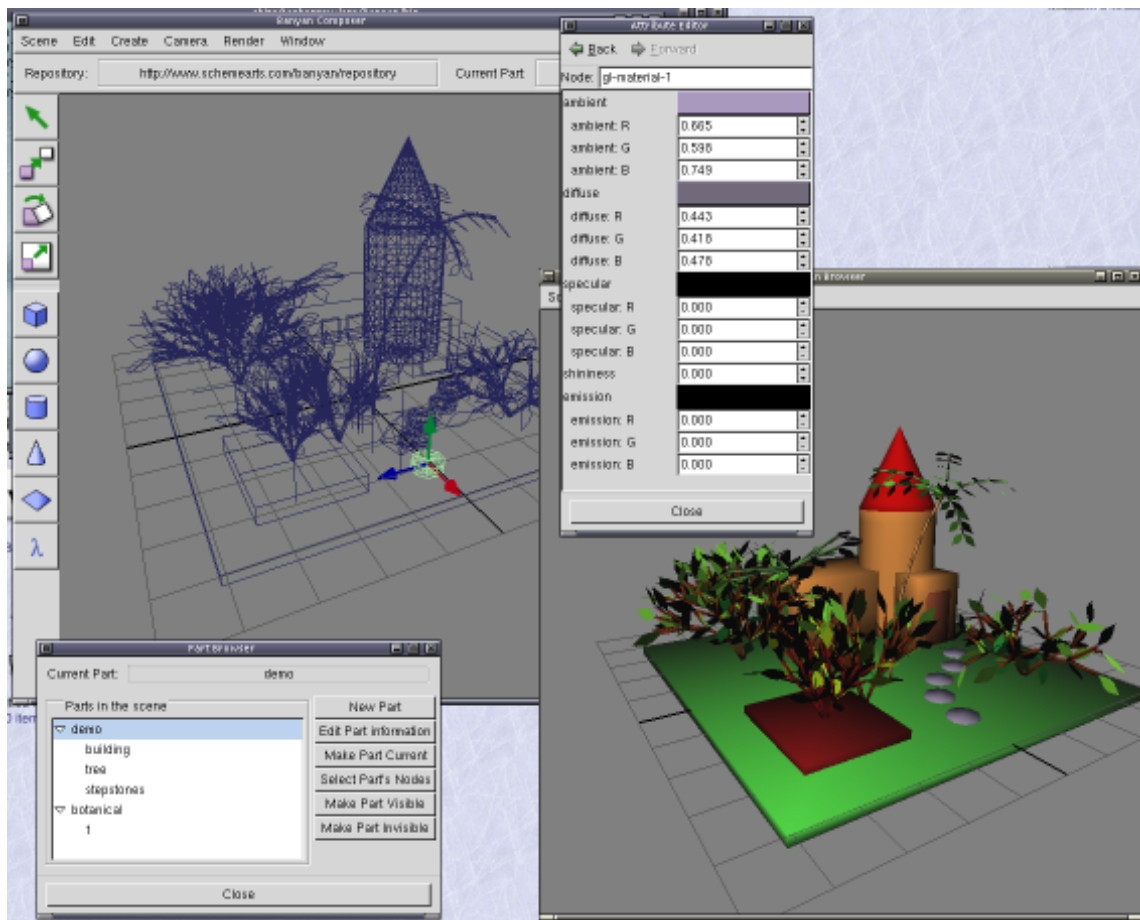 Banyan Composer
Scene Edit Create Camera Render Window
Repository: http://www.schemearts.com/banyan/repository Current Part
λ
Attribute Editor
Back Forward
Node: gl-material-1
ambient
ambient: R 0.665
ambient: G 0.598
ambient: B 0.749
diffuse
diffuse: R 0.443
diffuse: G 0.418
diffuse: B 0.478
specular
specular: R 0.000
specular: G 0.000
specular: B 0.000
shininess 0.000
emission
emission: R 0.000
emission: G 0.000
emission: B 0.000
Close
n Browser
Part Browser
Current Part: demo
Parts in the scene
demo
building
tree
stepstones
botanical
New Part
Edit Part information
Make Part Current
Select Part's Nodes
Make Part Visible
Make Part Invisible
Close